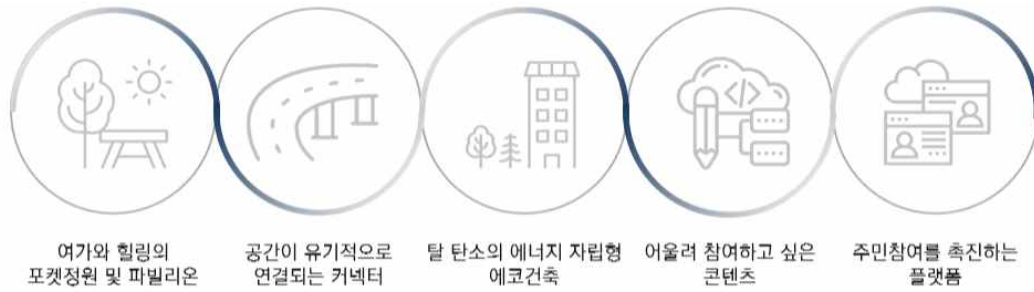 여가와 힐링의
포켓정원 및 파빌리온
공간이 유기적으로
연결되는 커넥터
탈 탄소의 에너지 자립형
에코건축
어울려 참여하고 싶은
콘텐츠
주민참여를 촉진하는
플랫폼